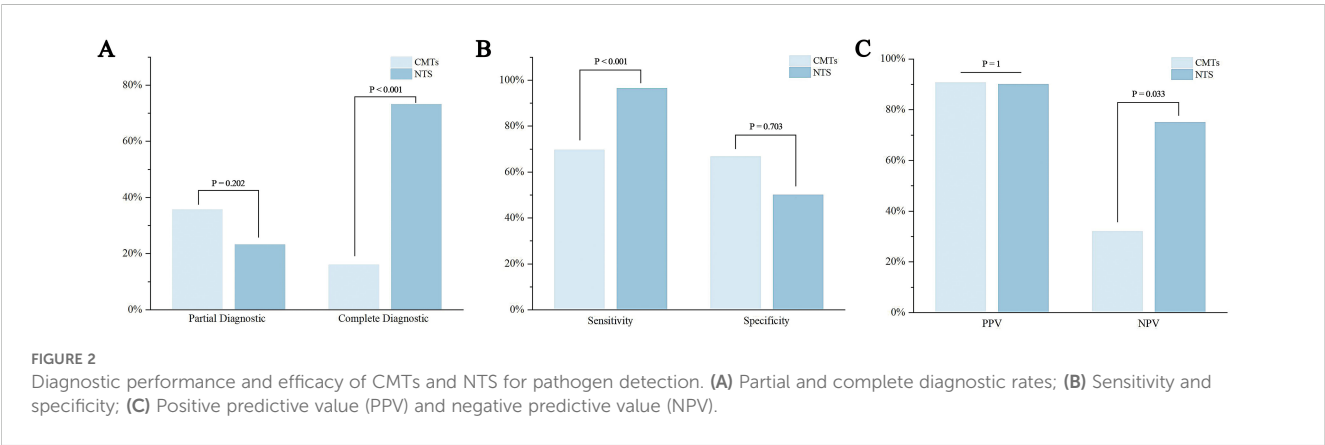 A
CMTs
NTS
80%
60%
40%
20%
0%
P = 0.202
P < 0.001
Partial Diagnostic
Complete Diagnostic
B
CMTs
NTS
100%
80%
60%
40%
20%
0%
P < 0.001
P = 0.703
Sensitivity
Specificity
C
CMTs
NTS
100%
80%
60%
40%
20%
0%
P = 1
P = 0.033
PPV
NPV
FIGURE 2
Diagnostic performance and efficacy of CMTs and NTS for pathogen detection. (A) Partial and complete diagnostic rates; (B) Sensitivity and
specificity; (C) Positive predictive value (PPV) and negative predictive value (NPV).